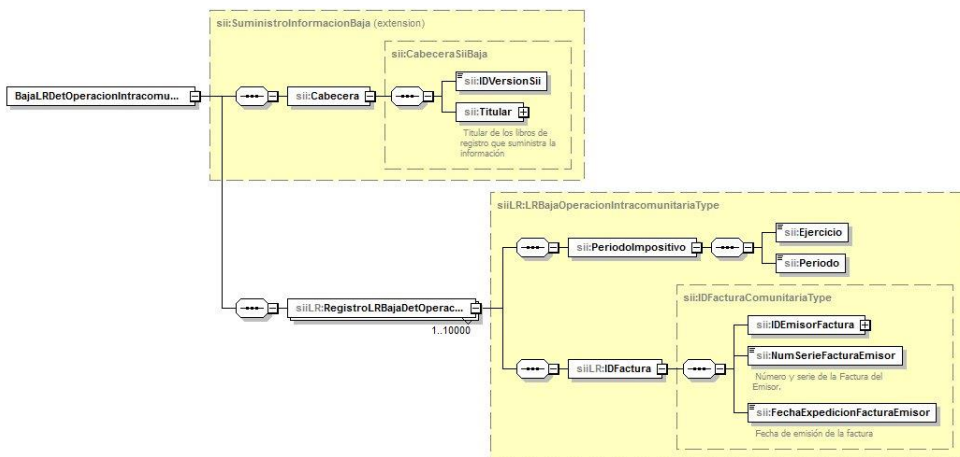 sii:SuministroInformacionBaja (extension)
sii:CabeceraSiiBaja
BajaLRDetOperacionIntracomu...
sii:Cabecera
sii:IDVersionSii
sii:Titular
Titular de los libros de
registro que suministra la
información
siiLR:LRBajaOperacionIntracomunitariaType
sii:PeriodoImpositivo
sii:Ejercicio
sii:Periodo
siiLR:RegistroLRBajaDetOperac...
1..10000
sii:IDFacturaComunitariaType
siiLR:IDFactura
sii:IDEmisorFactura
sii:NumSerieFacturaEmisor
Número y serie de la Factura del
Emisor.
sii:FechaExpedicionFacturaEmisor
Fecha de emisión de la factura